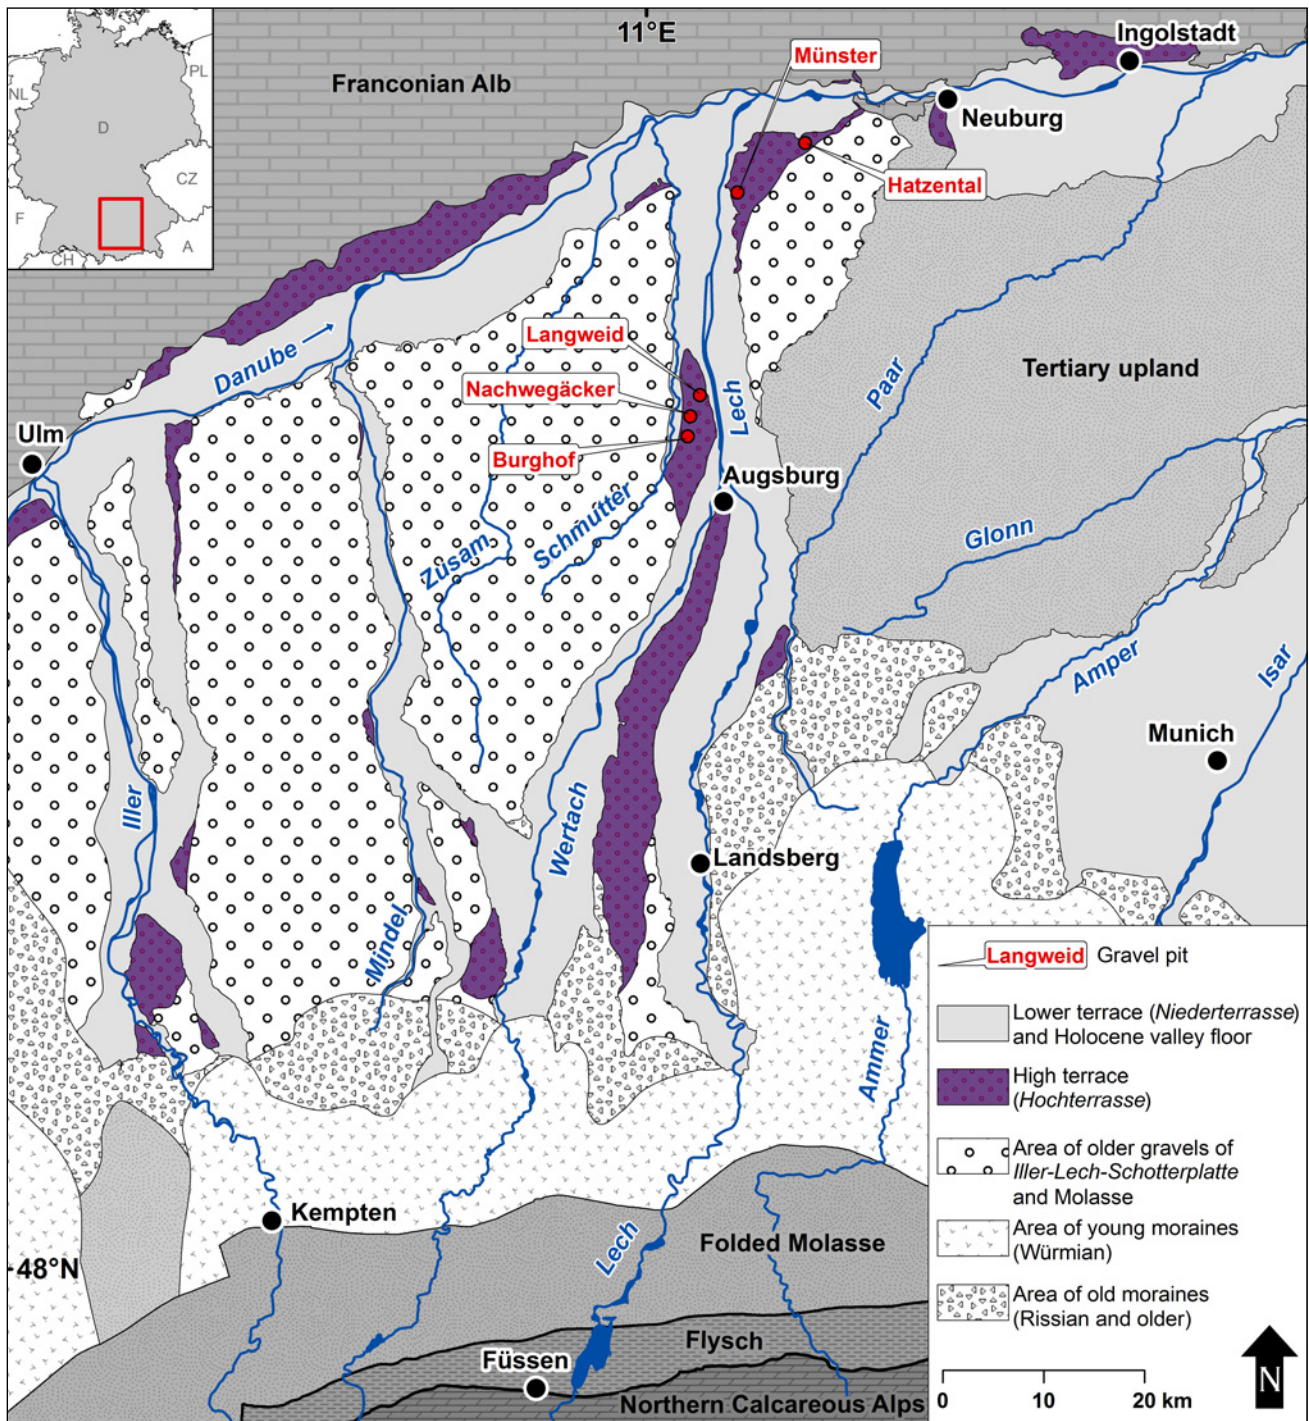 11°E
Ingolstadt
Münster
PL
NL
Franconian Alb
D
Neuburg
CZ
Hatzental
F
A
CH
Langweid
Danube
Lech
Paar
Tertiary upland
Nachwegäcker
Ulm
Burghof
Augsburg
Schmutter
Glonn
Zusam
Amper
Isar
Munich
Iller
Wertach
Landsberg
Mindel
Ammer
Kempten
Lech
Folded Molasse
48°N
Flysch
Füssen
Northern Calcareous Alps
Langweid Gravel pit
Lower terrace (Niederterrasse)
and Holocene valley floor
High terrace
(Hochterrasse)
Area of older gravels of
Iller-Lech-Schotterplatte
and Molasse
Area of young moraines
(Würmian)
Area of old moraines
(Rissian and older)
0 10 20 km
N